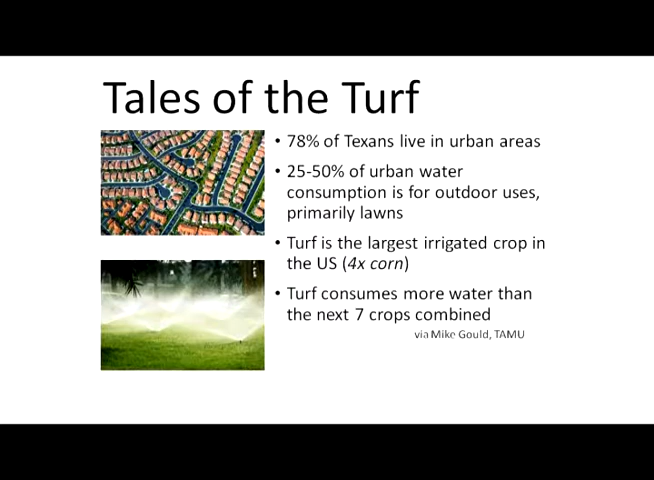 Tales of the Turf
• 78% of Texans live in urban areas
• 25-50% of urban water
consumption is for outdoor uses,
primarily lawns
• Turf is the largest irrigated crop in
the US (4x corn)
• Turf consumes more water than
the next 7 crops combined
via Mike Gould, TAMU